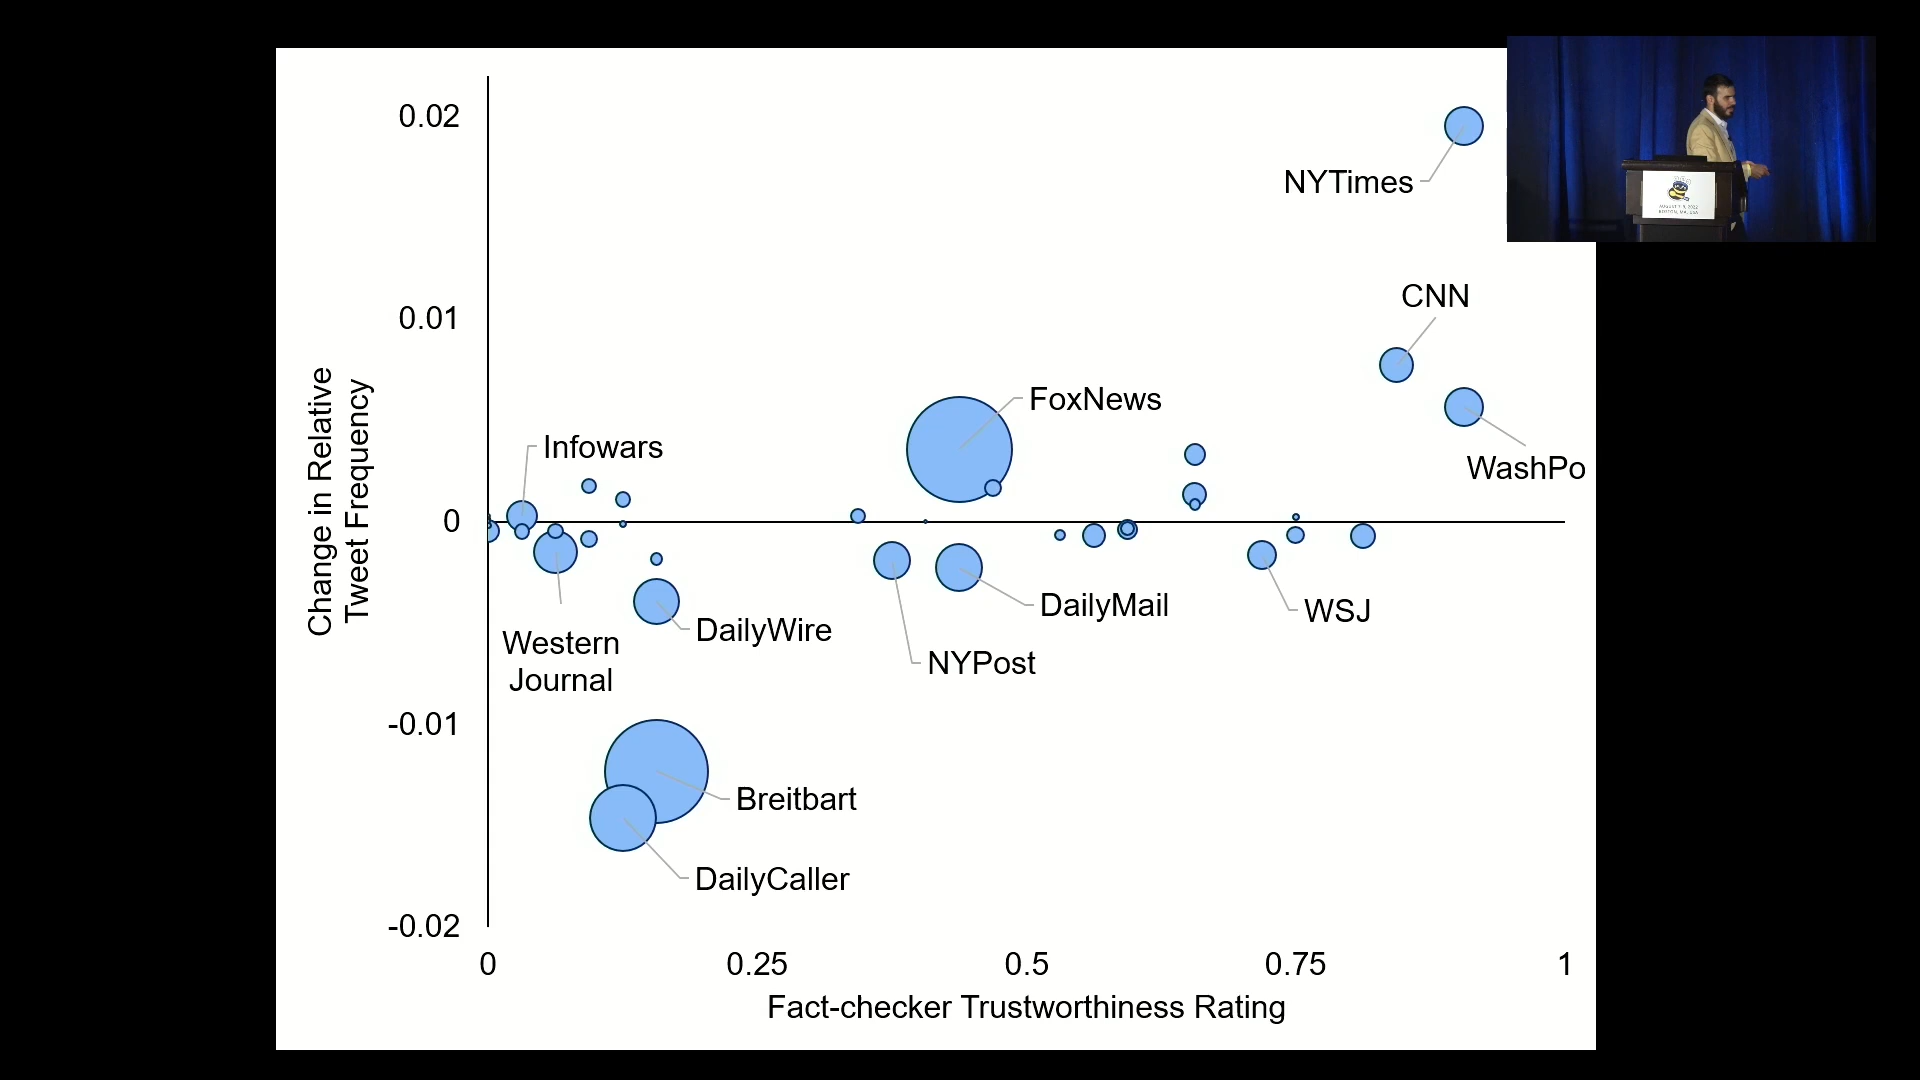 0.02
NYTimes
0.01
CNN
FoxNews
WashPo
Infowars
0
Change in Relative
Tweet Frequency
DailyMail
WSJ
DailyWire
Western
Journal
NYPost
-0.01
Breitbart
DailyCaller
-0.02
0 0.25 0.5 0.75 1
Fact-checker Trustworthiness Rating